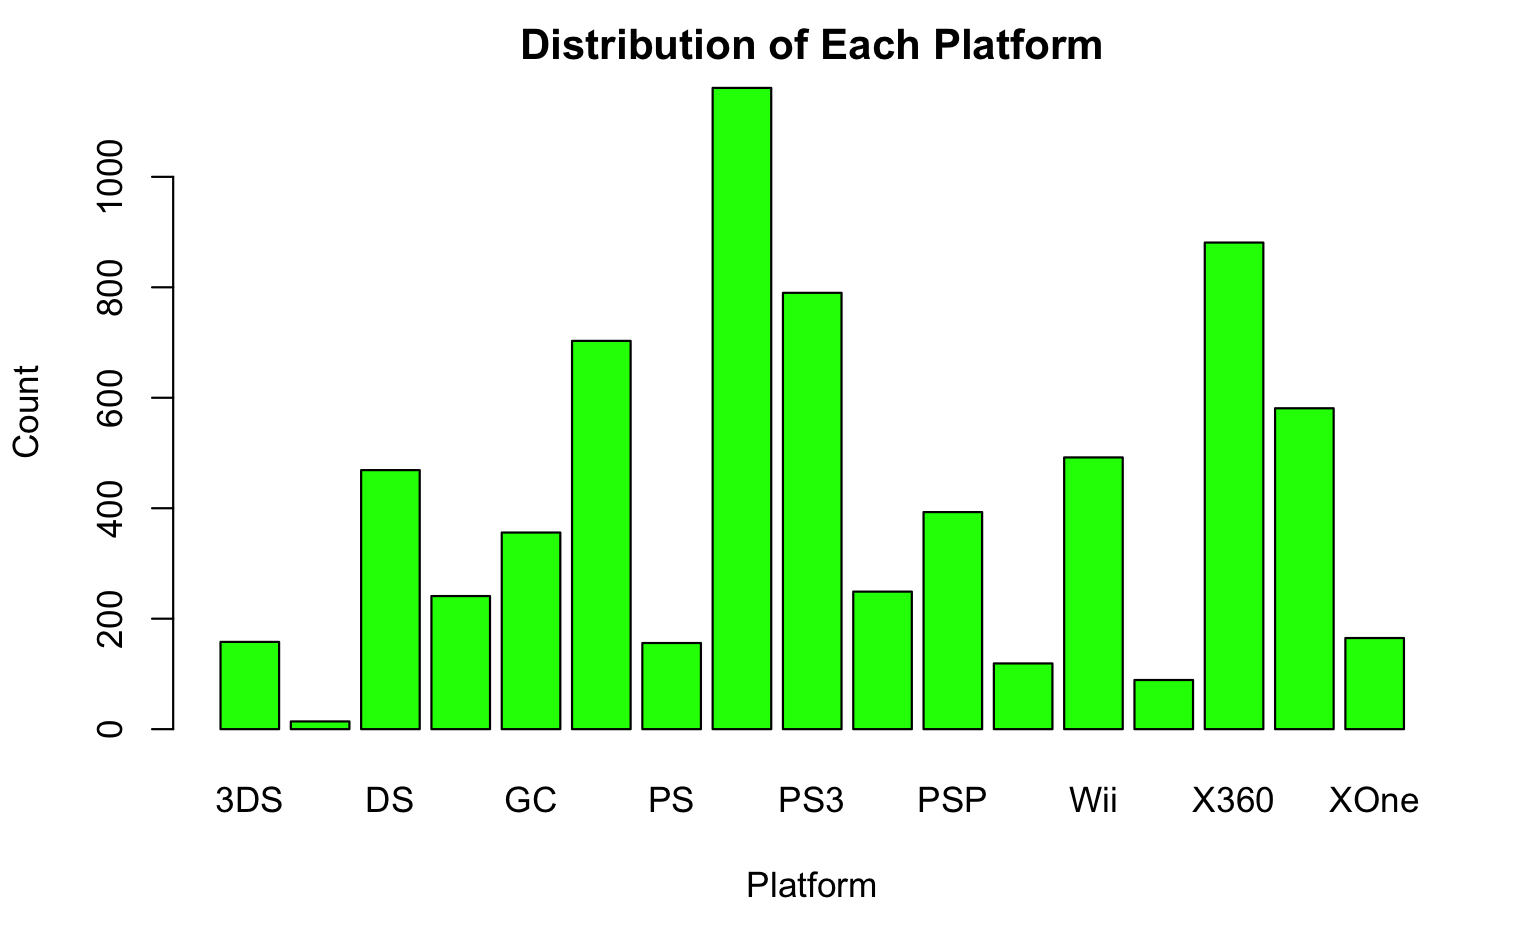 Distribution of Each Platform
Count
1000
800
600
400
200
0
3DS DS GC PS PS3 PSP Wii X360 XOne
Platform